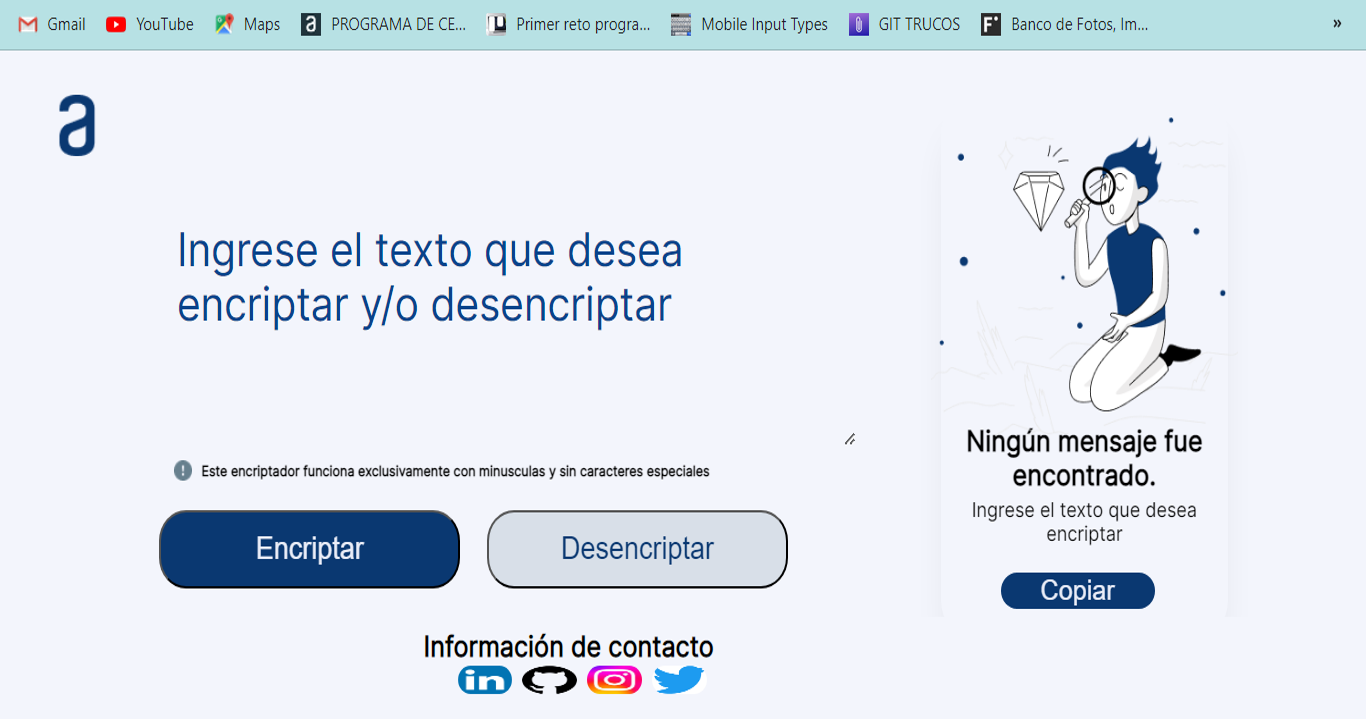 Gmail YouTube Maps PROGRAMA DE CE... Primer reto progra... Mobile Input Types GIT TRUCOS Banco de Fotos, Im... »
a
Ingrese el texto que desea
encriptar y/o desencriptar
Este encriptador funciona exclusivamente con minusculas y sin caracteres especiales
Encriptar Desencriptar
Ningún mensaje fue
encontrado.
Ingrese el texto que desea
encriptar
Copiar
Información de contacto
in